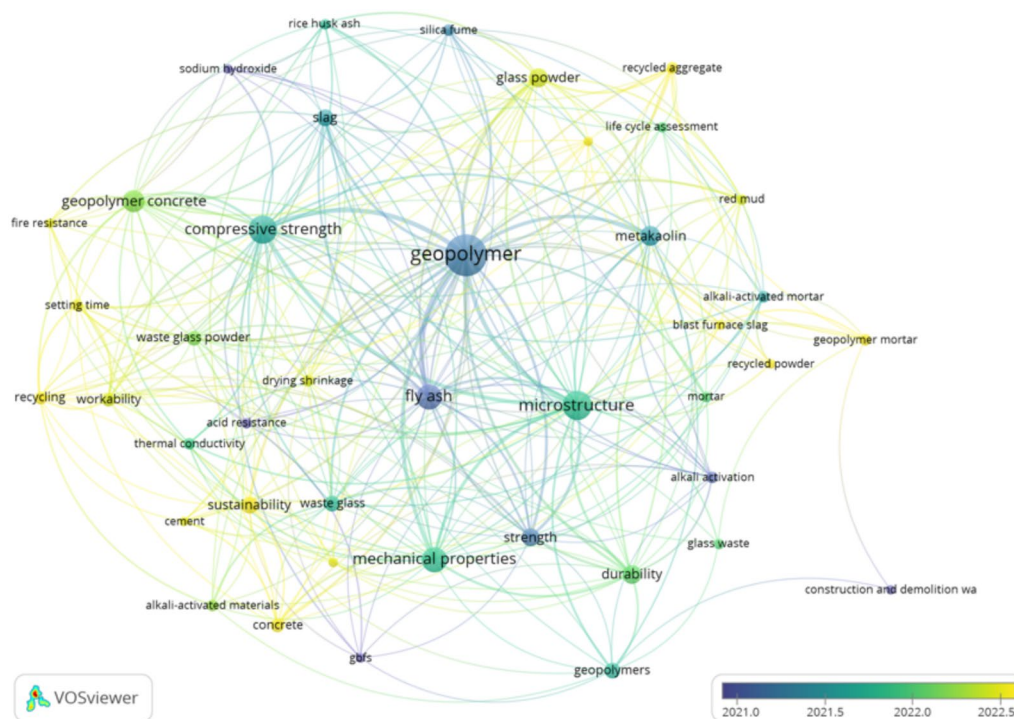 rice husk ash
silica fume
sodium hydroxide
glass powder
recycled aggregate
slag
life cycle assessment
geopolymer concrete
red mud
fire resistance
compressive strength
metakaolin
geopolymer
alkali-activated mortar
setting time
blast furnace slag
waste glass powder
geopolymer mortar
recycled powder
drying shrinkage
recycling
workability
fly ash
mortar
microstructure
acid resistance
thermal conductivity
alkali activation
sustainability
waste glass
cement
strength
glass waste
mechanical properties
durability
construction and demolition wa
alkali-activated materials
concrete
gbfs
geopolymers
VOSviewer
2021.0 2021.5 2022.0 2022.5